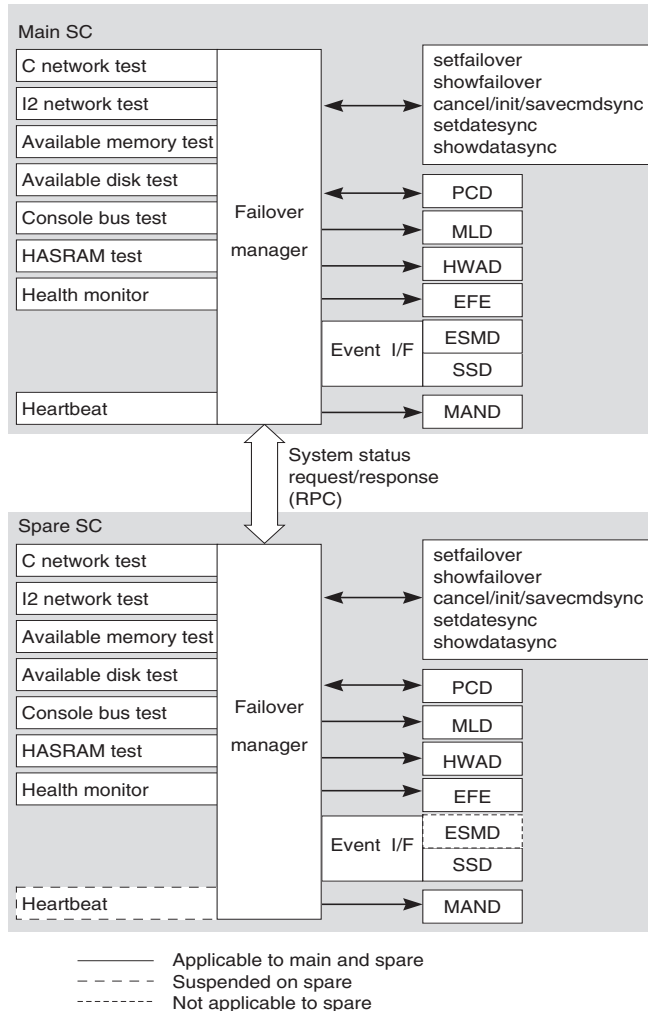 Main SC
C network test
I2 network test
Available memory test
Available disk test
Console bus test
HASRAM test
Health monitor
Heartbeat
Failover
manager
setfailover
showfailover
cancel/init/savecmdsync
setdatesync
showdatasync
PCD
MLD
HWAD
EFE
Event I/F
ESMD
SSD
MAND
System status
request/response
(RPC)
Spare SC
C network test
I2 network test
Available memory test
Available disk test
Console bus test
HASRAM test
Health monitor
Heartbeat
Failover
manager
setfailover
showfailover
cancel/init/savecmdsync
setdatesync
showdatasync
PCD
MLD
HWAD
EFE
Event I/F
ESMD
SSD
MAND
Applicable to main and spare
Suspended on spare
Not applicable to spare